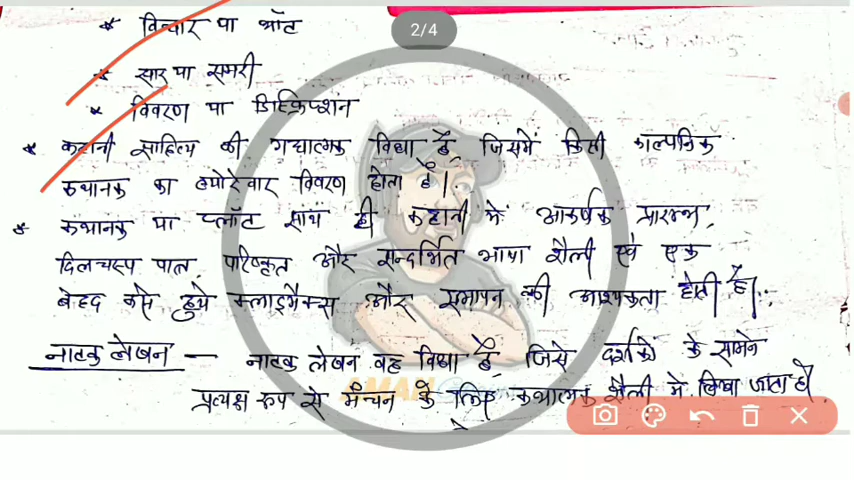 * विचार या थॉट
2/4
* सार या समरी
* विवरण या डिस्क्रिप्शन
* कहानी साहित्य की गद्यात्मक विद्या है जिसमें किसी काल्पनिक
कथानक का ब्योरेवार विवरण होता है।
* कथानक या प्लॉट साथ ही कहानी में आकर्षक प्रारम्भ,
दिलचस्प पात्र, परिष्कृत और सन्दर्भित भाषा शैली एवं एक
बेहद कसे हुये क्लाइमैक्स और समापन की आवश्यकता होती है।
नाटक लेखन — नाटक लेखन वह विद्या है, जिसे दर्शकों के सामने
प्रत्यक्ष रूप से मंचन के लिए कथात्मक शैली में लिखा जाता है।
AMAN